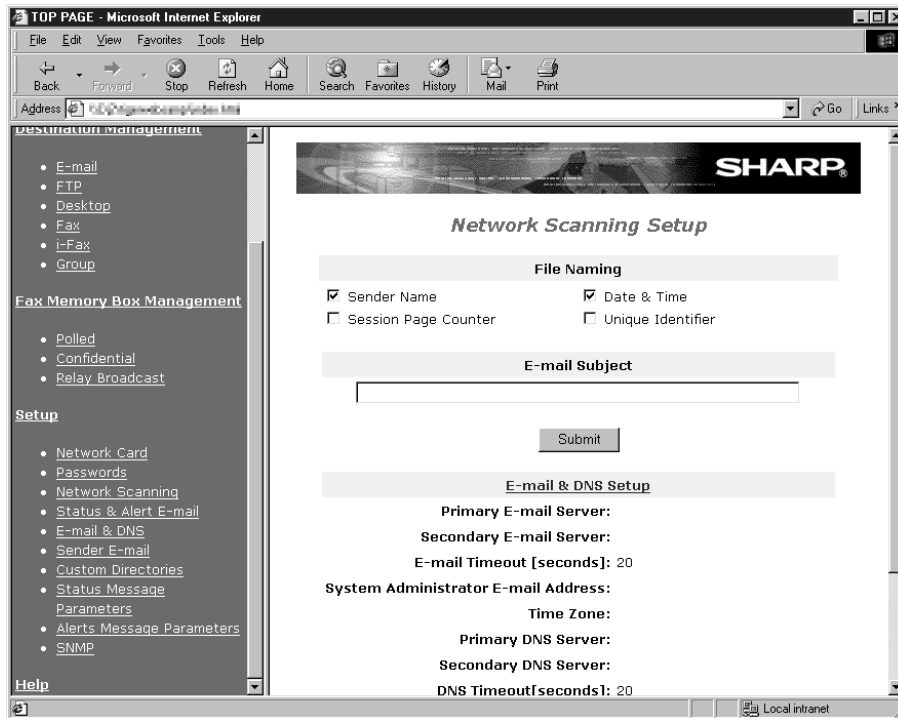 TOP PAGE - Microsoft Internet Explorer
File Edit View Favorites Tools Help
Back Forward Stop Refresh Home Search Favorites History Mail Print
Address Go Links
Destination Management
E-mail
FTP
Desktop
Fax
i-Fax
Group
Fax Memory Box Management
Polled
Confidential
Relay Broadcast
Setup
Network Card
Passwords
Network Scanning
Status & Alert E-mail
E-mail & DNS
Sender E-mail
Custom Directories
Status Message
Parameters
Alerts Message Parameters
SNMP
Help
SHARP®
Network Scanning Setup
File Naming
Sender Name
Date & Time
Session Page Counter
Unique Identifier
E-mail Subject
Submit
E-mail & DNS Setup
Primary E-mail Server:
Secondary E-mail Server:
E-mail Timeout [seconds]: 20
System Administrator E-mail Address:
Time Zone:
Primary DNS Server:
Secondary DNS Server:
DNS Timeout[seconds]: 20
Local intranet